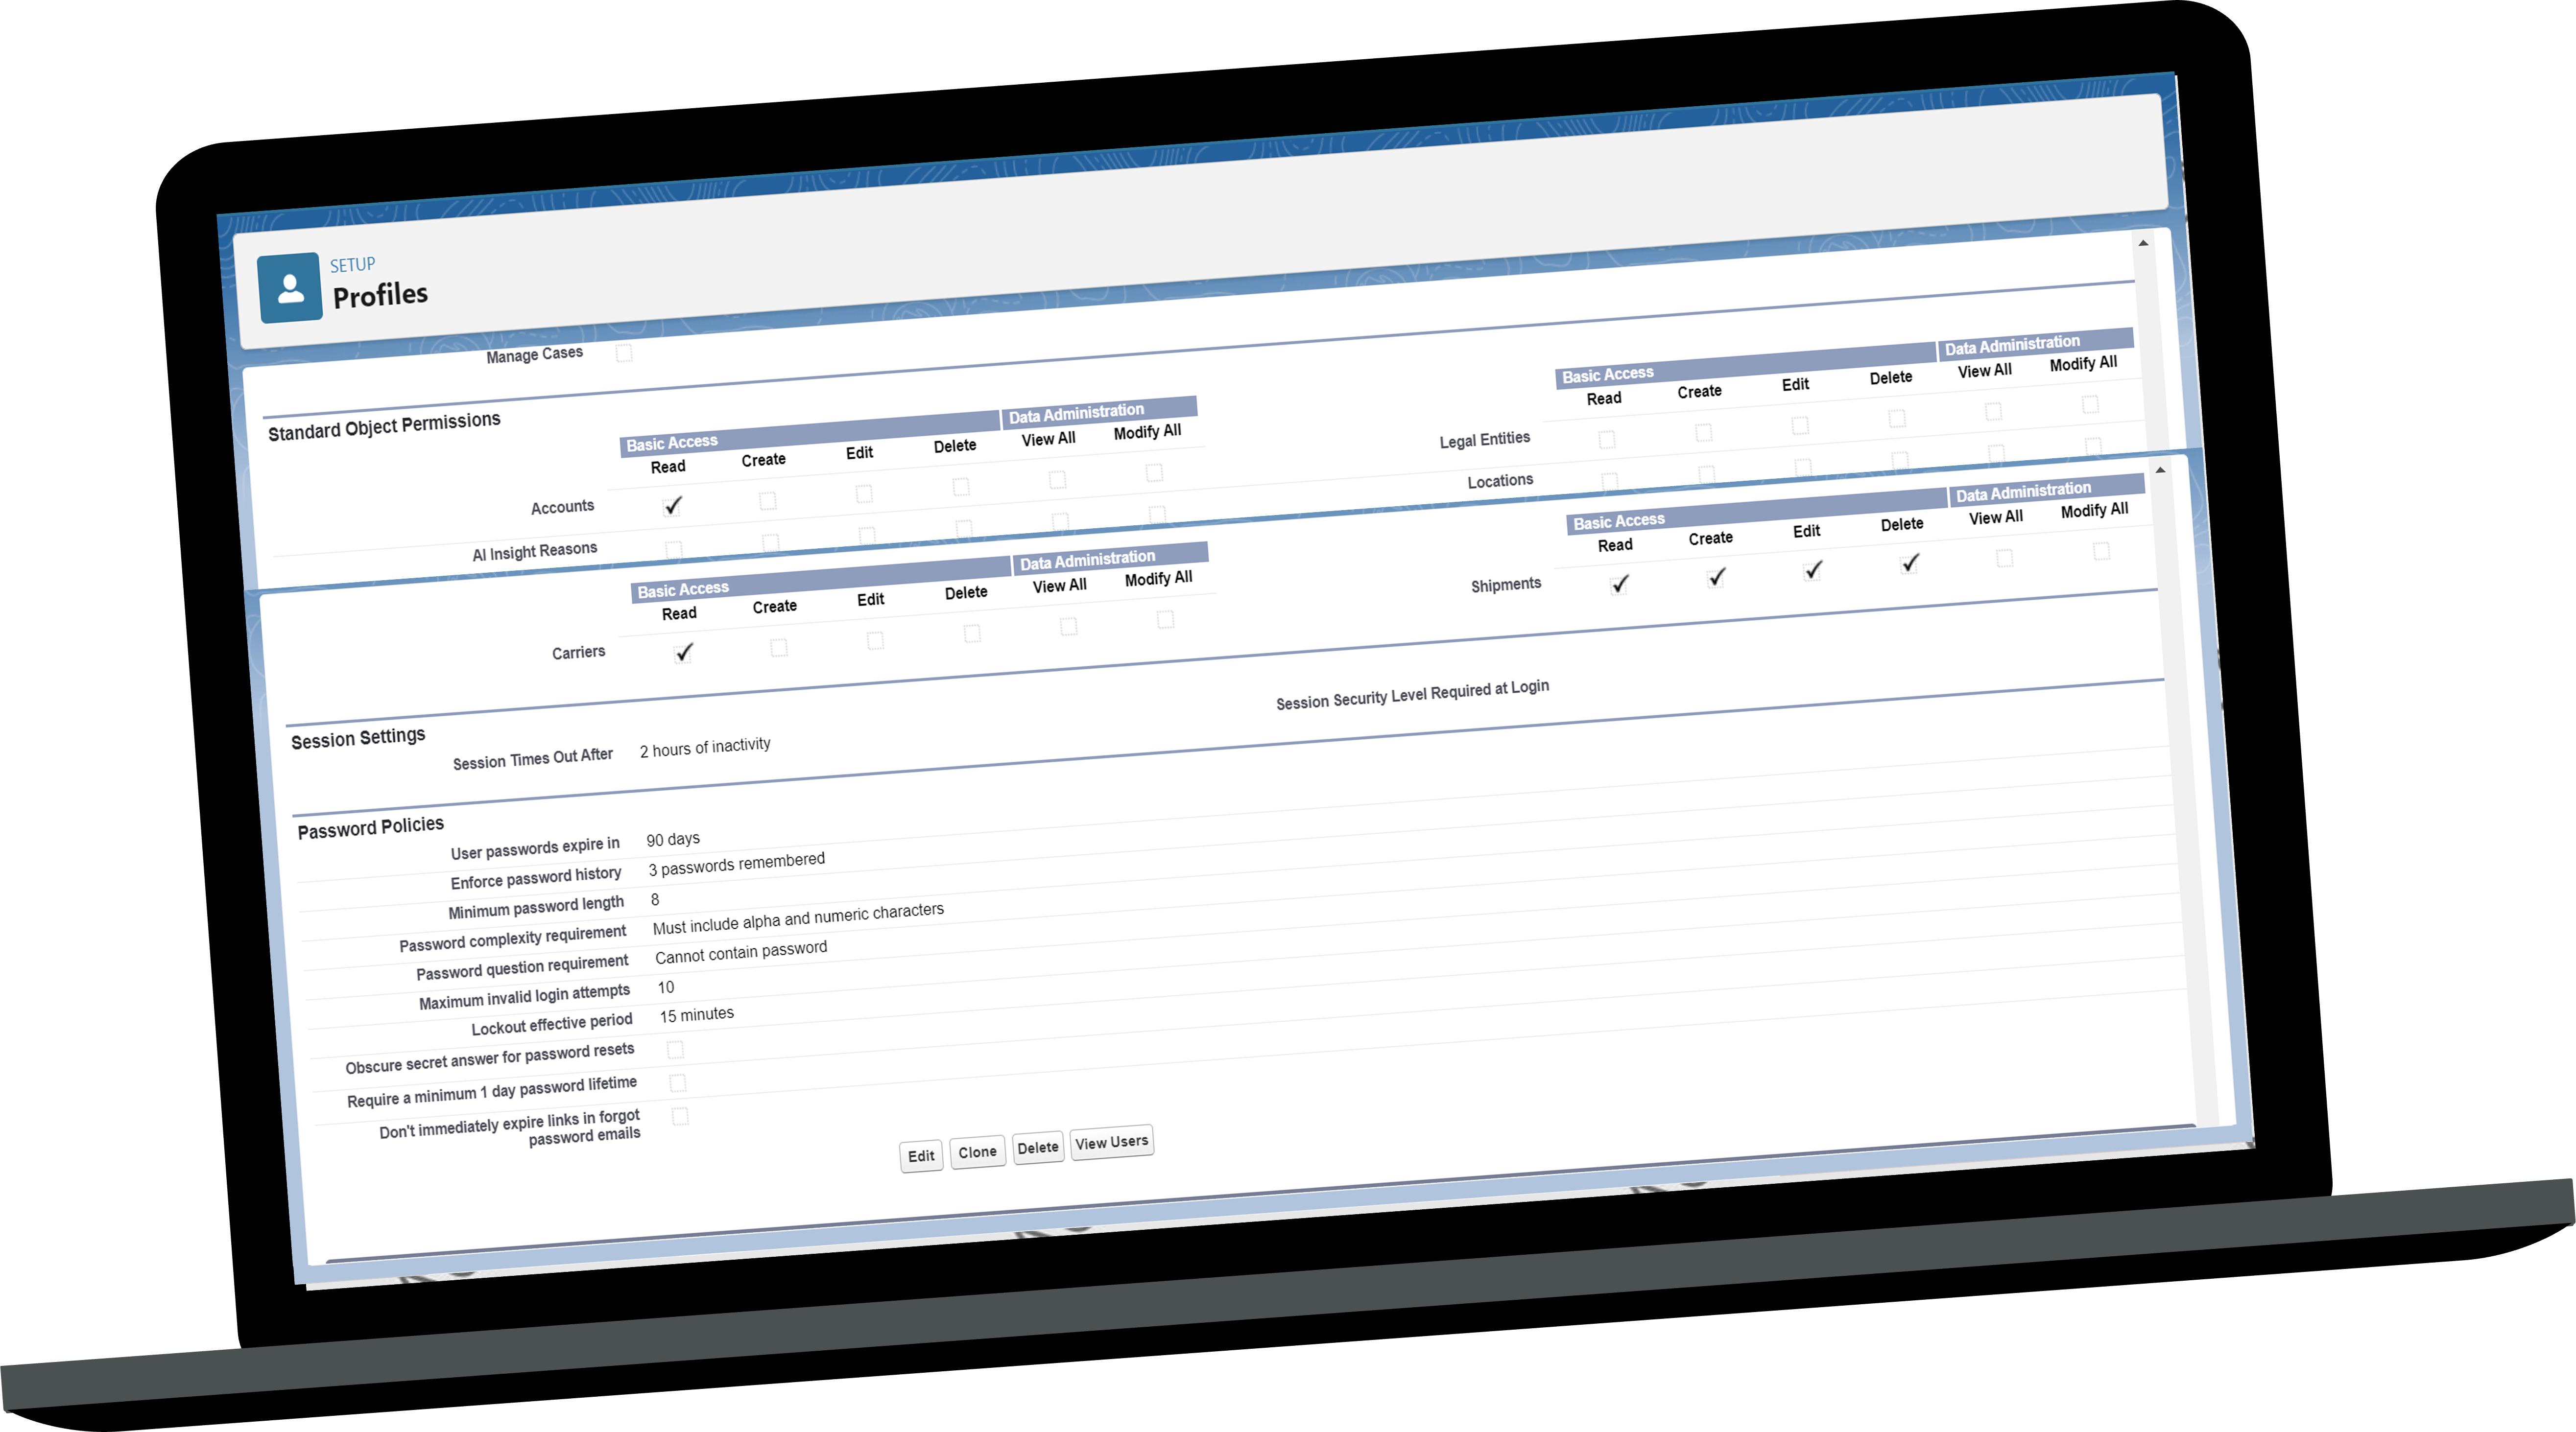 SETUP
Profiles
Manage Cases
Standard Object Permissions
Basic Access Data Administration
Read Create Edit Delete View All Modify All
Accounts
AI Insight Reasons
Basic Access Data Administration
Read Create Edit Delete View All Modify All
Legal Entities
Locations
Basic Access Data Administration
Read Create Edit Delete View All Modify All
Carriers
Basic Access Data Administration
Read Create Edit Delete View All Modify All
Shipments
Session Settings
Session Times Out After 2 hours of inactivity
Session Security Level Required at Login
Password Policies
User passwords expire in 90 days
Enforce password history 3 passwords remembered
Minimum password length 8
Password complexity requirement Must include alpha and numeric characters
Password question requirement Cannot contain password
Maximum invalid login attempts 10
Lockout effective period 15 minutes
Obscure secret answer for password resets
Require a minimum 1 day password lifetime
Don't immediately expire links in forgot
password emails
Edit Clone Delete View Users